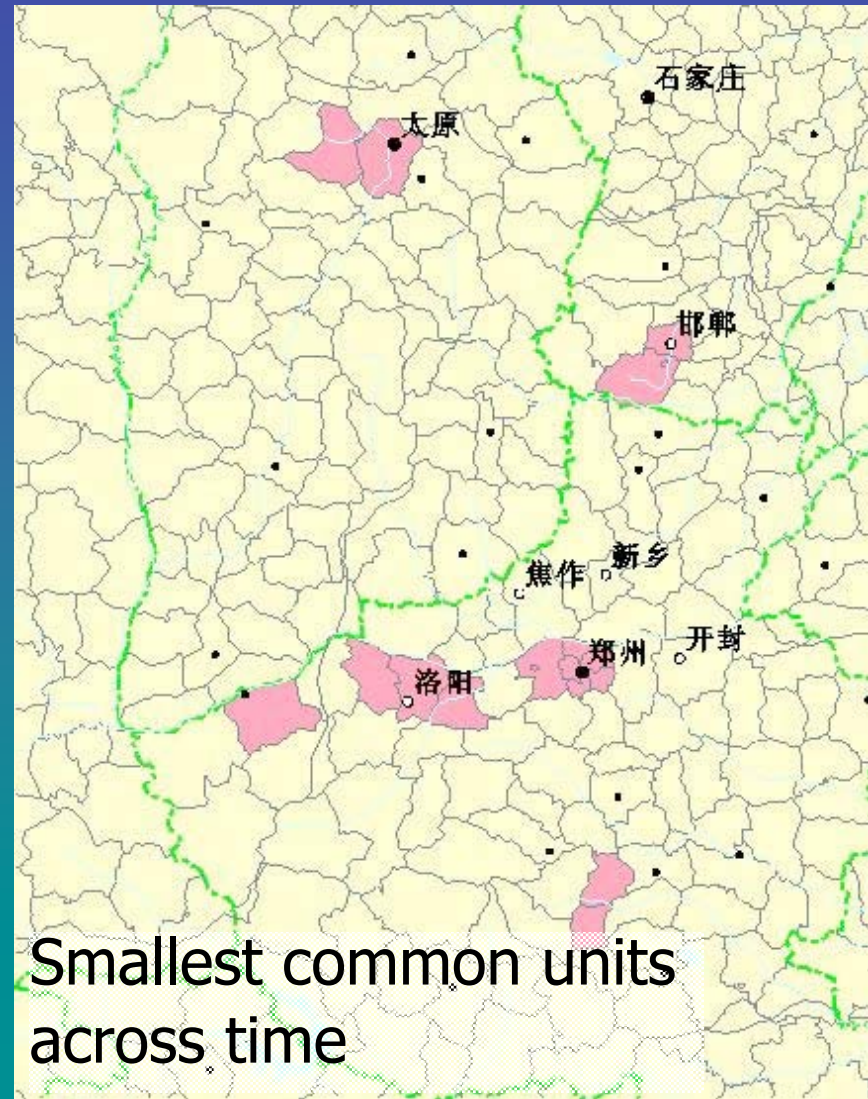 石家庄
太原
邯郸
新乡
焦作
开封
郑州
洛阳
Smallest common units
across time